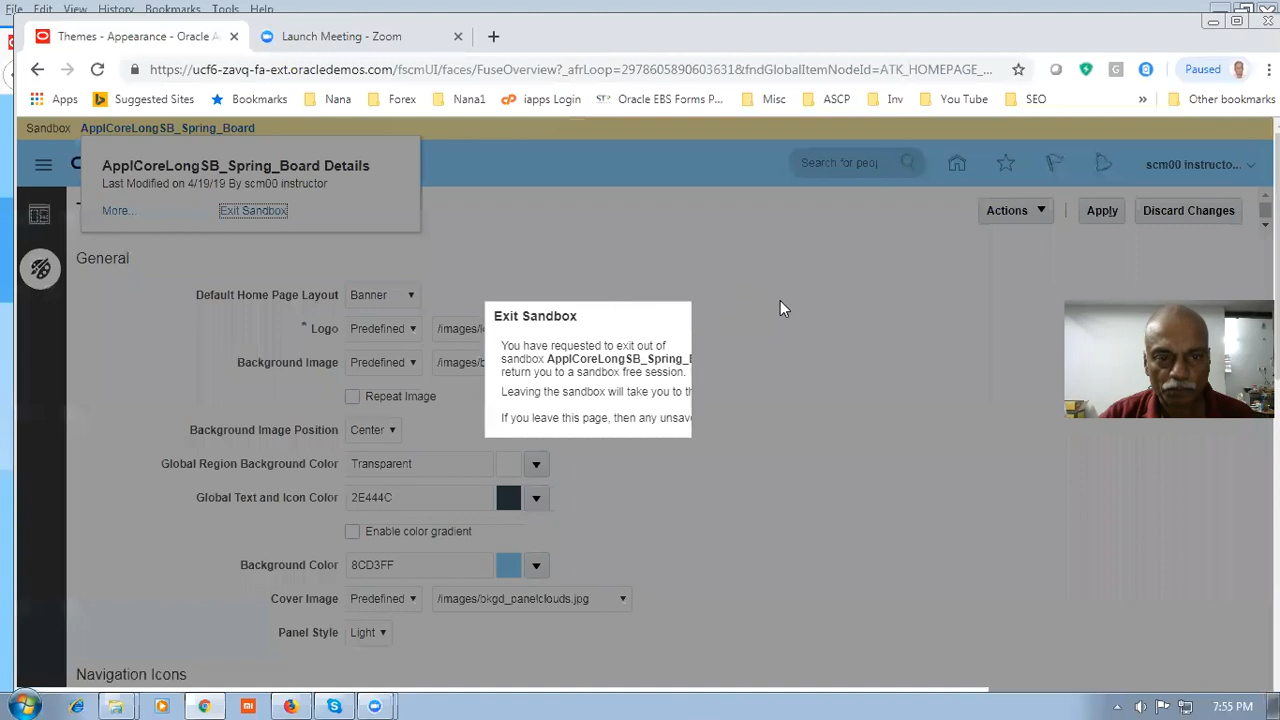 File Edit View History Bookmarks Tools Help
Themes - Appearance - Oracle A
Launch Meeting - Zoom
https://ucf6-zavq-fa-ext.oracledemos.com/fscmUI/faces/FuseOverview?_afrLoop=2978605890603631&fndGlobalItemNodeId=ATK_HOMEPAGE_...
Paused
Apps Suggested Sites Bookmarks Nana Forex Nana1 iapps Login Oracle EBS Forms P... Misc ASCP Inv You Tube SEO Other bookmarks
Sandbox ApplCoreLongSB_Spring_Board
ApplCoreLongSB_Spring_Board Details
Last Modified on 4/19/19 By scm00 instructor
More... Exit Sandbox
Search for peop
scm00 instructo...
Actions Apply Discard Changes
General
Default Home Page Layout Banner
* Logo Predefined
Background Image Predefined
Repeat Image
Background Image Position Center
Global Region Background Color Transparent
Global Text and Icon Color 2E444C
Enable color gradient
Background Color 8CD3FF
Cover Image Predefined /images/bkgd_panelclouds.jpg
Panel Style Light
Navigation Icons
Exit Sandbox
You have requested to exit out of
sandbox ApplCoreLongSB_Spring_
return you to a sandbox free session.
Leaving the sandbox will take you to
If you leave this page, then any
7:55 PM